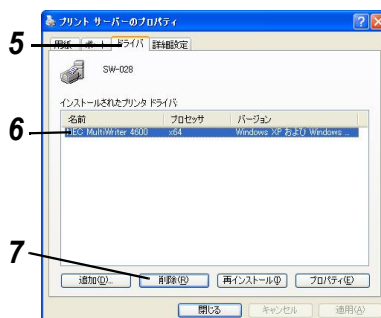 プリント サーバーのプロパティ
5
用紙 ポート ドライバ 詳細設定
SW-028
インストールされたプリンタ ドライバ:
名前 プロセッサ バージョン
6
NEC MultiWriter 4600 x64 Windows XP および Windows ...
7
追加(D)... 削除(R) 再インストール(I) プロパティ(E)
閉じる キャンセル 適用(A)